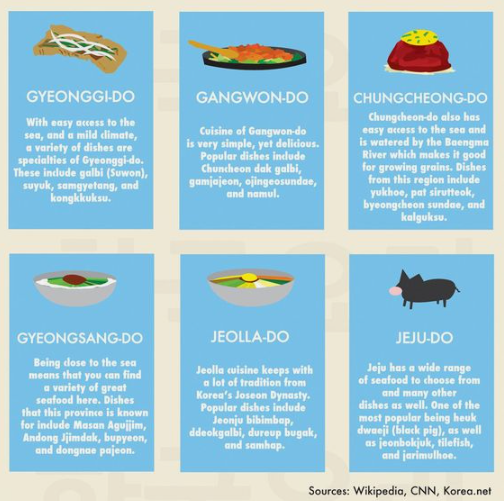 GYEONGGI-DO
With easy access to the
sea, and a mild climate,
a variety of dishes are
specialties of Gyeonggi-do.
These include galbi (Suwon),
suyuk, samgyetang, and
kongkkuksu.
GANGWON-DO
Cuisine of Gangwon-do
is very simple, yet delicious.
Popular dishes include
Chuncheon dak galbi,
gamjajeon, ojingeosundae,
and namul.
CHUNGCHEONG-DO
Chungcheon-do also has
easy access to the sea and
is watered by the Baengma
River which makes it good
for growing grains. Dishes
from this region include
yukhoe, pat sirutteok,
byeongcheon sundae, and
kalguksu.
GYEONGSANG-DO
Being close to the sea
means that you can find
a variety of great
seafood here. Dishes
that this province is known
for include Masan Agujjim,
Andong Jjimdak, bupyeon,
and dongnae pajeon.
JEOLLA-DO
Jeolla cuisine keeps with
a lot of tradition from
Korea's Joseon Dynasty.
Popular dishes include
Jeonju bibimbap,
ddeokgalbi, dureup bugak,
and samhap.
JEJU-DO
Jeju has a wide range
of seafood to choose from
and many other
dishes as well. One of the
most popular being heuk
dwaeji (black pig), as well
as jeonbokjuk, tilefish,
and jarimulhoe.
Sources: Wikipedia, CNN, Korea.net